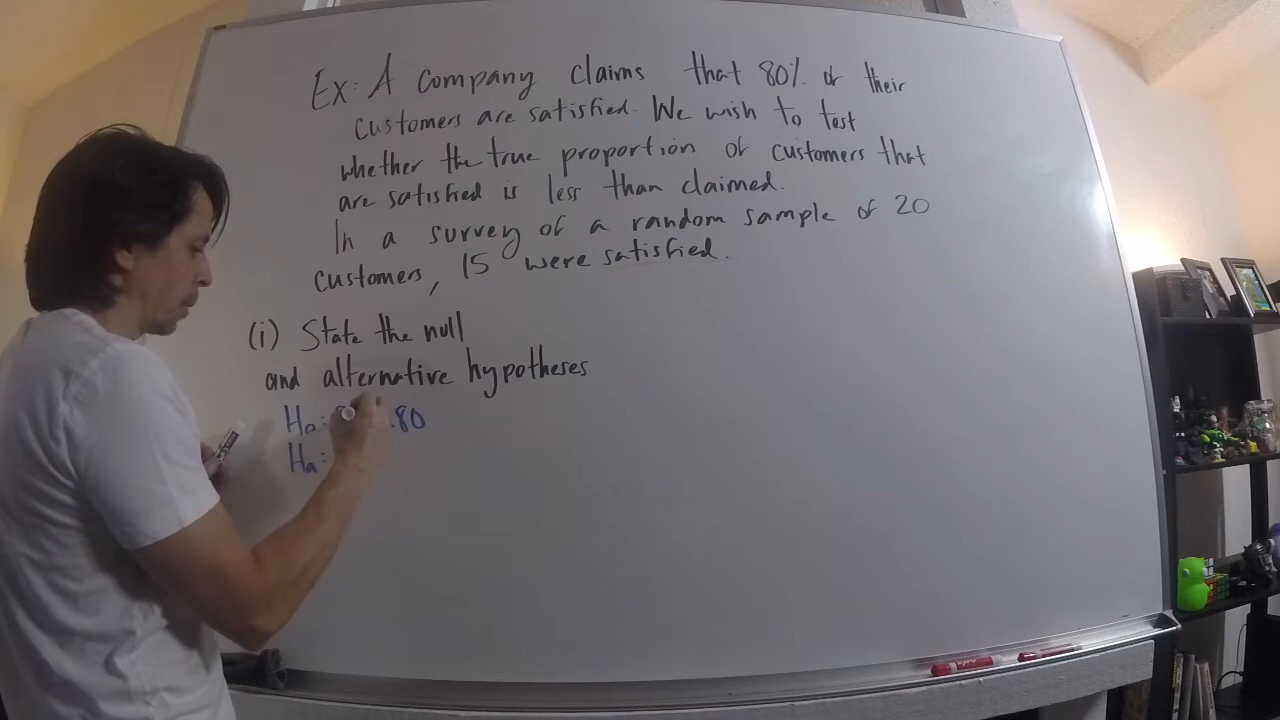 Ex: A company claims that 80% of their
customers are satisfied. We wish to test
whether the true proportion of customers that
are satisfied is less than claimed.
In a survey of a random sample of 20
customers, 15 were satisfied.
(i) State the null
and alternative hypotheses
H₀: .80
Hₐ: